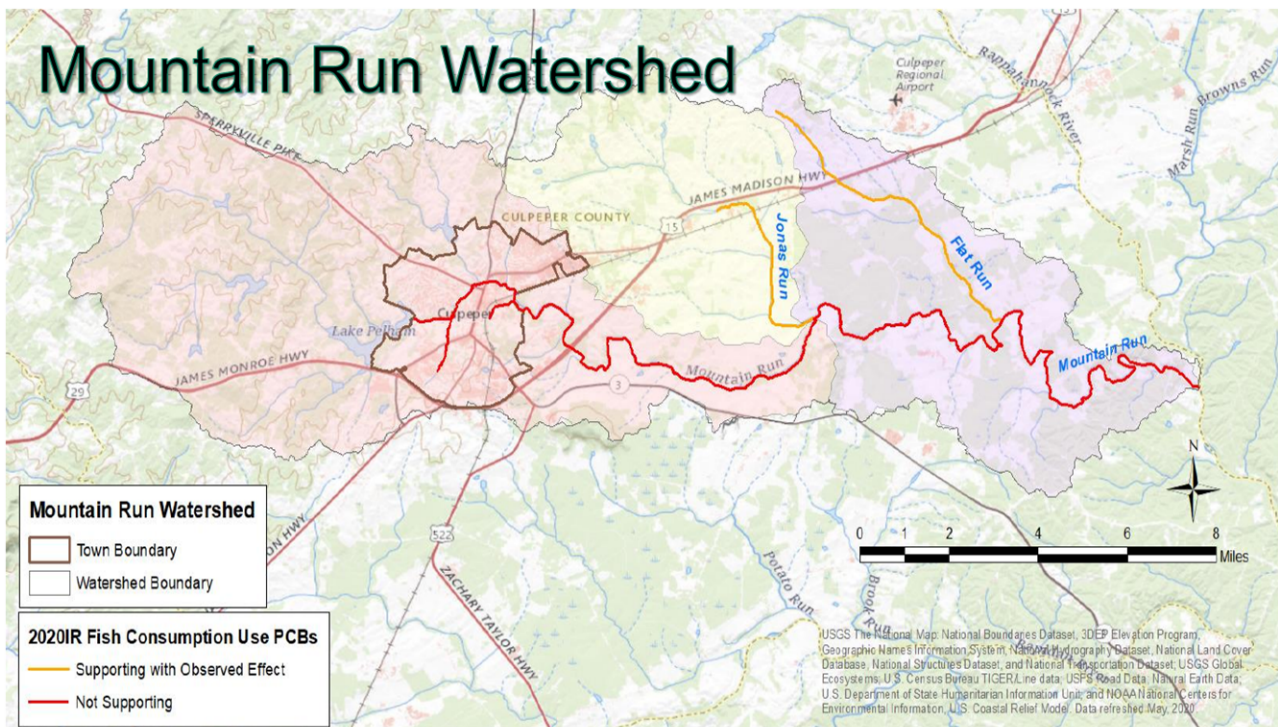 Mountain Run Watershed
Culpeper
Regional
Airport
Rappahannock River
Marsh Run
Browns Run
SPERRYVILLE PIKE
JAMES MADISON HWY
CULPEPER COUNTY
15
Jonas Run
Flat Run
Culpeper
Lake Pelham
Mountain Run
Mountain Run
JAMES MONROE HWY
29
3
N
522
ZACHARY TAYLOR HWY
ON HWY
Potato Run
Brook Run
Mountain Run Watershed
Town Boundary
Watershed Boundary
2020IR Fish Consumption Use PCBs
Supporting with Observed Effect
Not Supporting
0 1 2 4 6 8
Miles
USGS The National Map: National Boundaries Dataset, 3DEP Elevation Program,
Geographic Names Information System, National Hydrography Dataset, National Land Cover
Database, National Structures Dataset, and National Transportation Dataset; USGS Global
Ecosystems; U.S. Census Bureau TIGER/Line data; USFS Road Data; Natural Earth Data;
U.S. Department of State Humanitarian Information Unit; and NOAA National Centers for
Environmental Information, U.S. Coastal Relief Model. Data refreshed May, 2020.